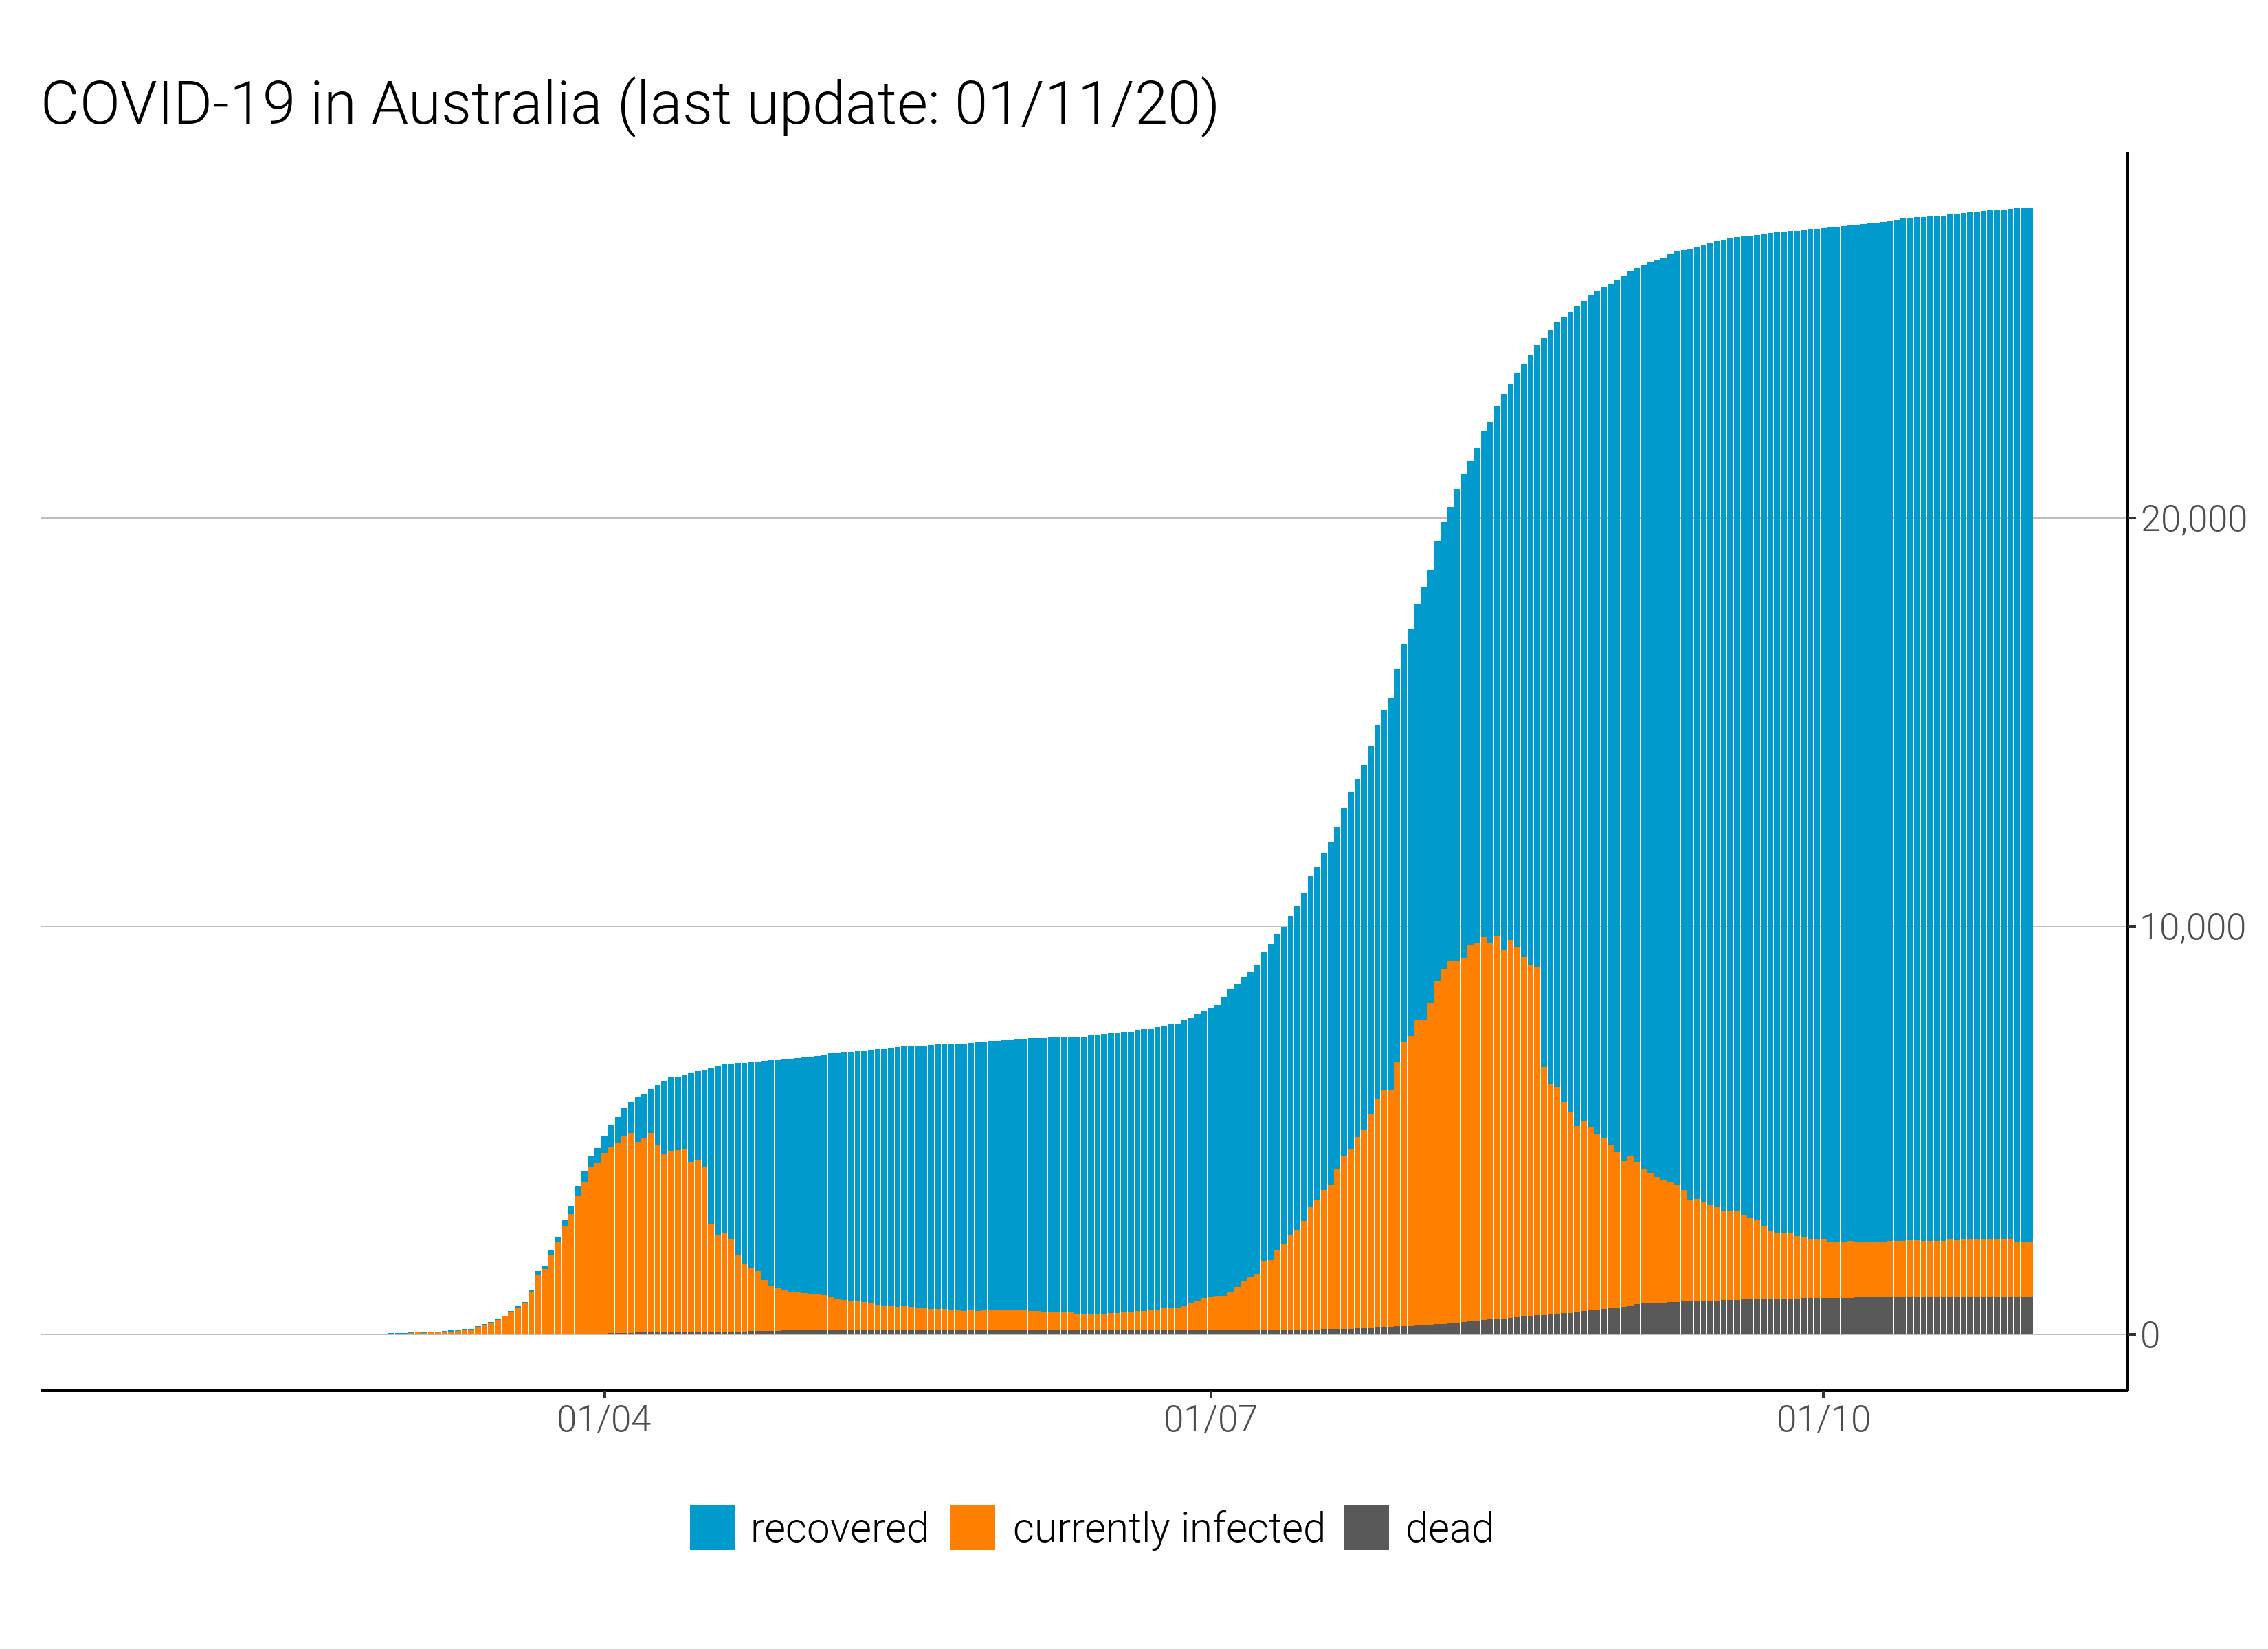 COVID-19 in Australia (last update: 01/11/20)
20,000
10,000
0
01/04 01/07 01/10
recovered currently infected dead